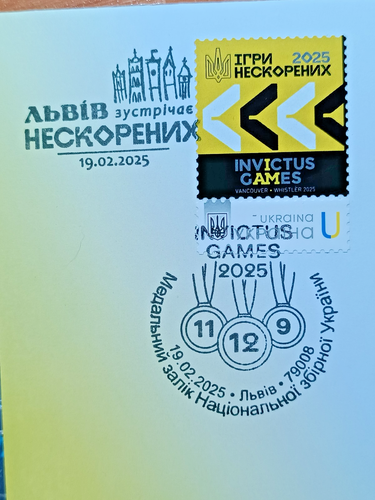 ЛЬВІВ зустрічає
НЕСКОРЕНИХ
19.02.2025
ІГРИ 2025
НЕСКОРЕНИХ
INVICTUS
GAMES
VANCOUVER • WHISTLER 2025
UKRAINA
УКРАЇНА
INVICTUS
GAMES
2025
11 12 9
19.02.2025 • Львів • 79008
Медальний залік Національної збірної України